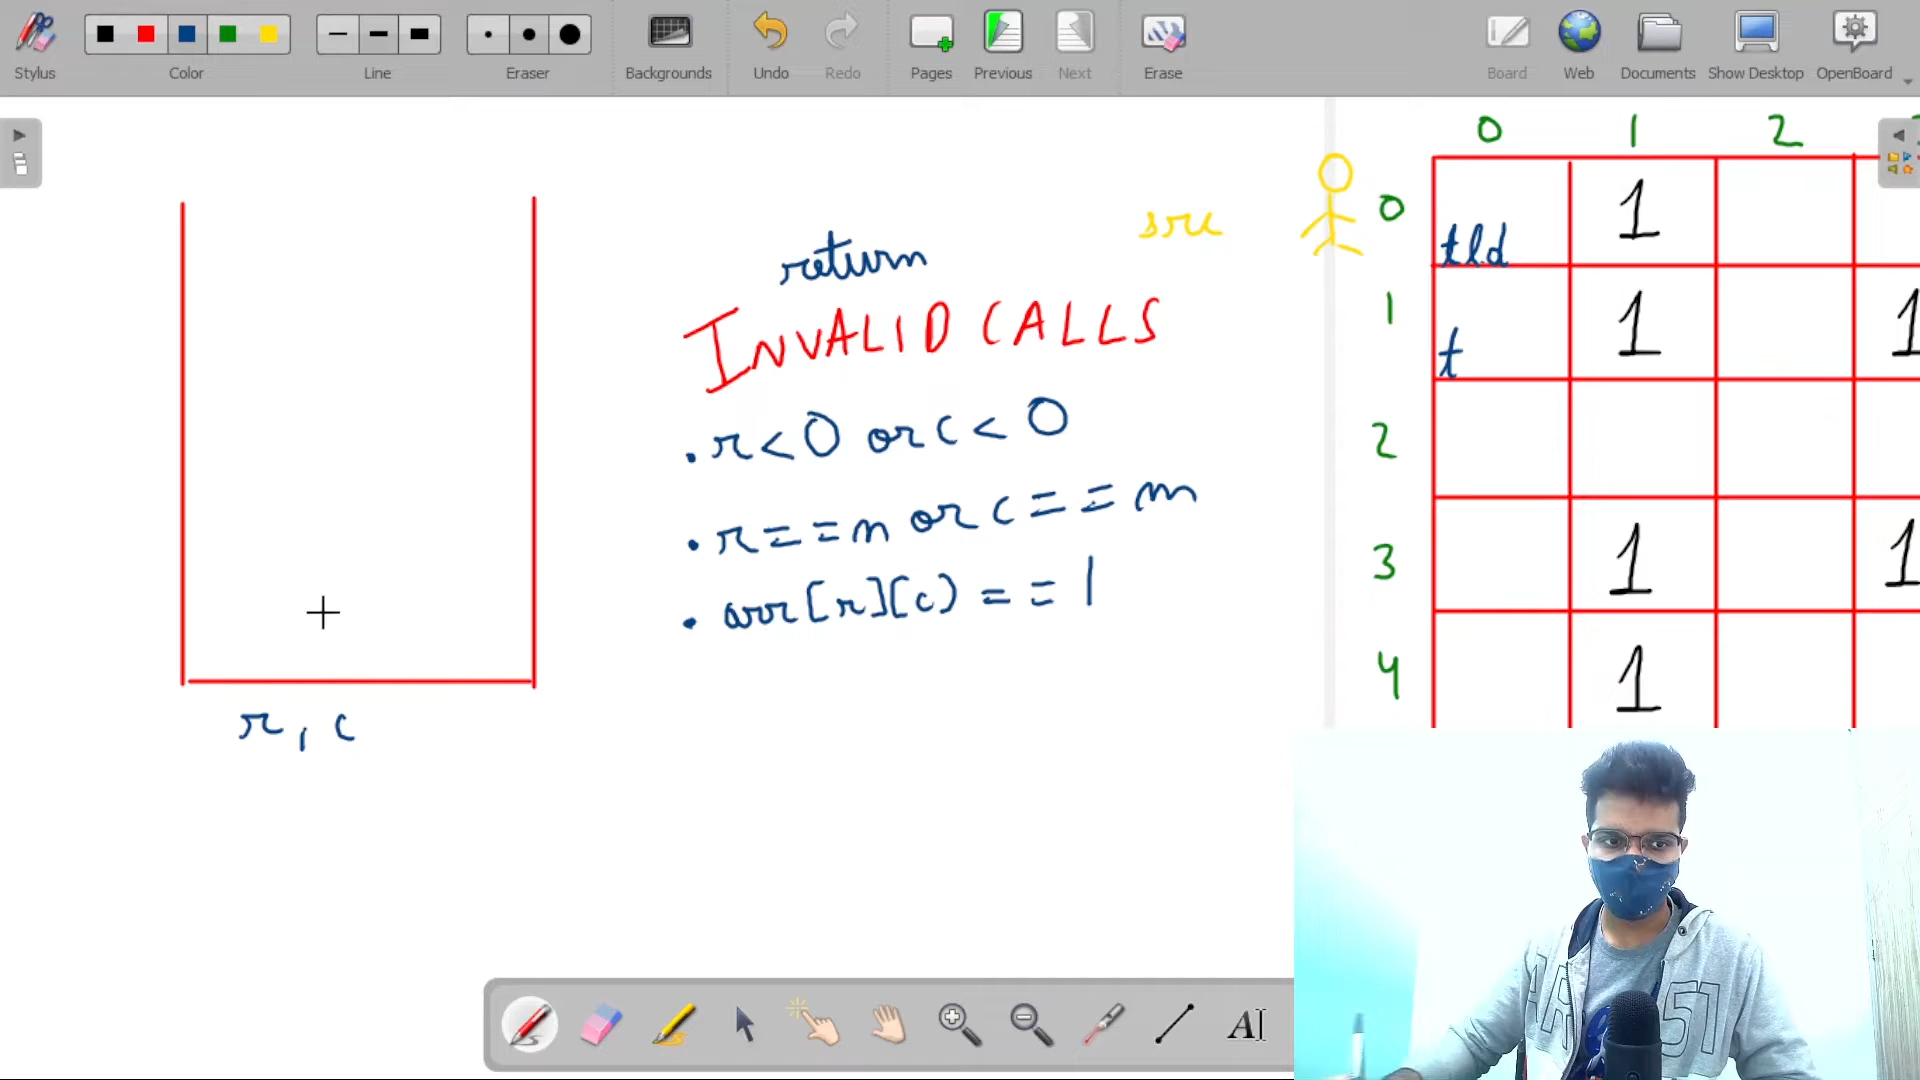 Stylus Color Line Eraser Backgrounds Undo Redo Pages Previous Next Erase Board Web Documents Show Desktop OpenBoard
0 1 2
src
0 1
return
tld
INVALID CALLS
1 1 1
t
. r<0 or c<0
2
. r==n or c==m
3 1 1
. arr[r][c]==1
4 1
r, c
A